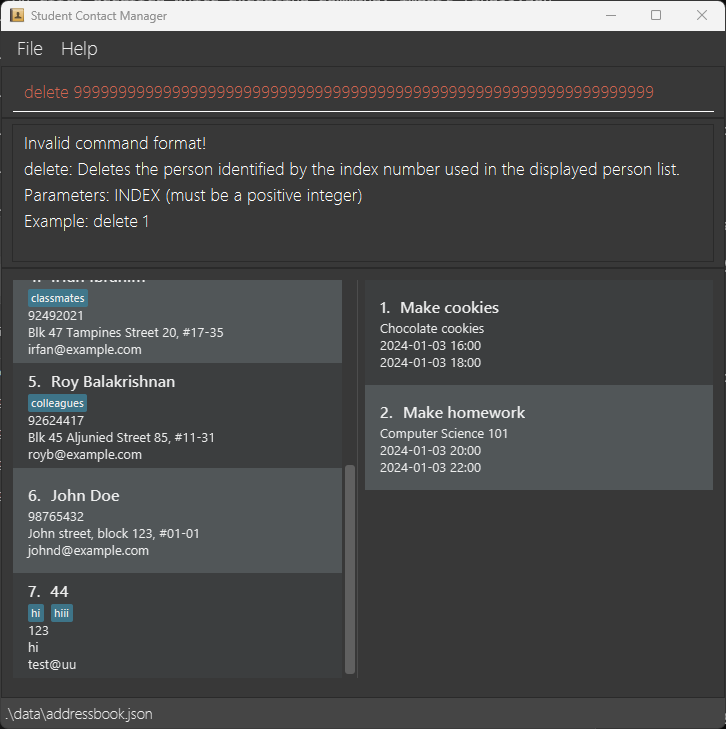 Student Contact Manager
File Help
delete 9999999999999999999999999999999999999999999999999999999999999999
Invalid command format!
delete: Deletes the person identified by the index number used in the displayed person list.
Parameters: INDEX (must be a positive integer)
Example: delete 1
classmates
92492021
Blk 47 Tampines Street 20, #17-35
irfan@example.com
5. Roy Balakrishnan
colleagues
92624417
Blk 45 Aljunied Street 85, #11-31
royb@example.com
6. John Doe
98765432
John street, block 123, #01-01
johnd@example.com
7. 44
hi hiii
123
hi
test@uu
1. Make cookies
Chocolate cookies
2024-01-03 16:00
2024-01-03 18:00
2. Make homework
Computer Science 101
2024-01-03 20:00
2024-01-03 22:00
.\data\addressbook.json